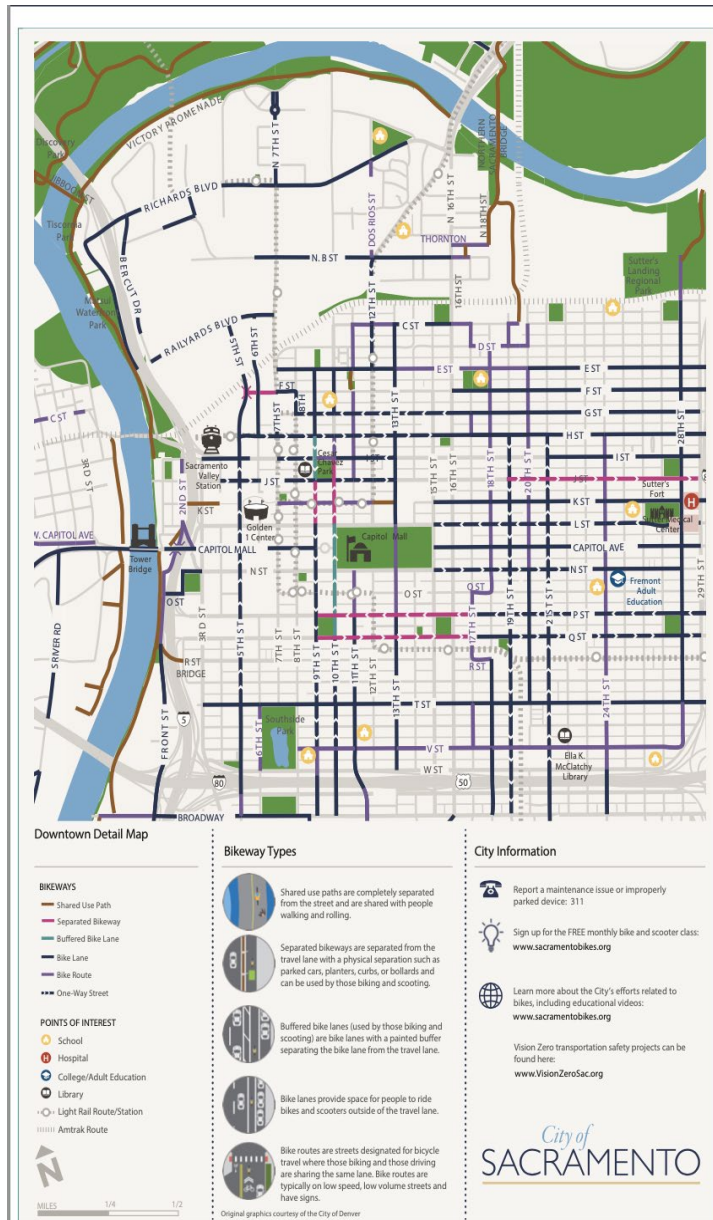 VICTORY PROMENADE
N 7TH ST
Discovery
Park
JIBBOOM ST
RICHARDS BLVD
DOS RIOS ST
NORTHERN
SACRAMENTO
BRIDGE
N 16TH ST
N 18TH ST
THORNTON
Tiscornia
Park
BERCUT DR
N. B ST
12TH ST
16TH ST
Sutter's
Landing
Regional
Park
Matsui
Waterfront
Park
RAILYARDS BLVD
5TH ST
6TH ST
C ST
D ST
E ST
E ST
F ST
F ST
7TH ST
8TH
G ST
13TH ST
28TH ST
C ST
H ST
3RD ST
Sacramento
Valley
Station
Cesar
Chavez
Park
I ST
I ST
15TH ST
16TH ST
18TH ST
20TH ST
J ST
J ST
Sutter's
Fort
2ND ST
K ST
K ST
Golden
1 Center
L ST
Sutter Medical
Center
W. CAPITOL AVE
Tower
Bridge
CAPITOL MALL
Capitol Mall
CAPITOL AVE
N ST
N ST
29TH ST
O ST
O ST
O ST
Fremont
Adult
Education
3RD ST
5TH ST
P ST
19TH ST
21ST ST
S RIVER RD
Q ST
17TH ST
R ST
BRIDGE
7TH ST
8TH ST
9TH ST
10TH ST
11TH ST
12TH ST
13TH ST
R ST
24TH ST
5
T ST
FRONT ST
6TH ST
Southside
Park
V ST
Ella K.
McClatchy
Library
W ST
80
50
BROADWAY
Downtown Detail Map
BIKEWAYS
Shared Use Path
Separated Bikeway
Buffered Bike Lane
Bike Lane
Bike Route
One-Way Street
POINTS OF INTEREST
School
H
Hospital
College/Adult Education
Library
Light Rail Route/Station
Amtrak Route
N
MILES 1/4 1/2
Bikeway Types
Shared use paths are completely separated
from the street and are shared with people
walking and rolling.
Separated bikeways are separated from the
travel lane with a physical separation such as
parked cars, planters, curbs, or bollards and
can be used by those biking and scooting.
Buffered bike lanes (used by those biking and
scooting) are bike lanes with a painted buffer
separating the bike lane from the travel lane.
Bike lanes provide space for people to ride
bikes and scooters outside of the travel lane.
Bike routes are streets designated for bicycle
travel where those biking and those driving
are sharing the same lane. Bike routes are
typically on low speed, low volume streets and
have signs.
Original graphics courtesy of the City of Denver
City Information
Report a maintenance issue or improperly
parked device: 311
Sign up for the FREE monthly bike and scooter class:
www.sacramentobikes.org
Learn more about the City's efforts related to
bikes, including educational videos:
www.sacramentobikes.org
Vision Zero transportation safety projects can be
found here:
www.VisionZeroSac.org
City of
SACRAMENTO